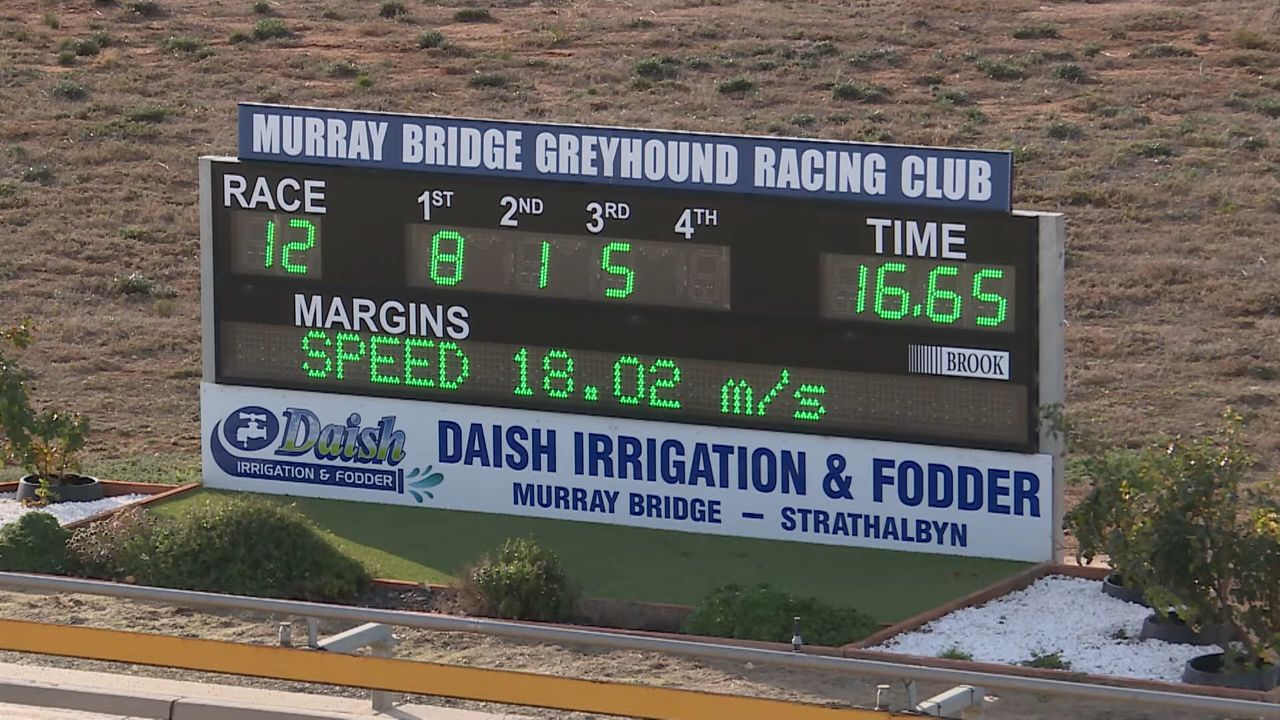 MURRAY BRIDGE GREYHOUND RACING CLUB
RACE 1ST 2ND 3RD 4TH TIME
12 8 1 5 16.65
MARGINS
BROOK
SPEED 18.02 m/s
Daish
IRRIGATION & FODDER
DAISH IRRIGATION & FODDER
MURRAY BRIDGE — STRATHALBYN